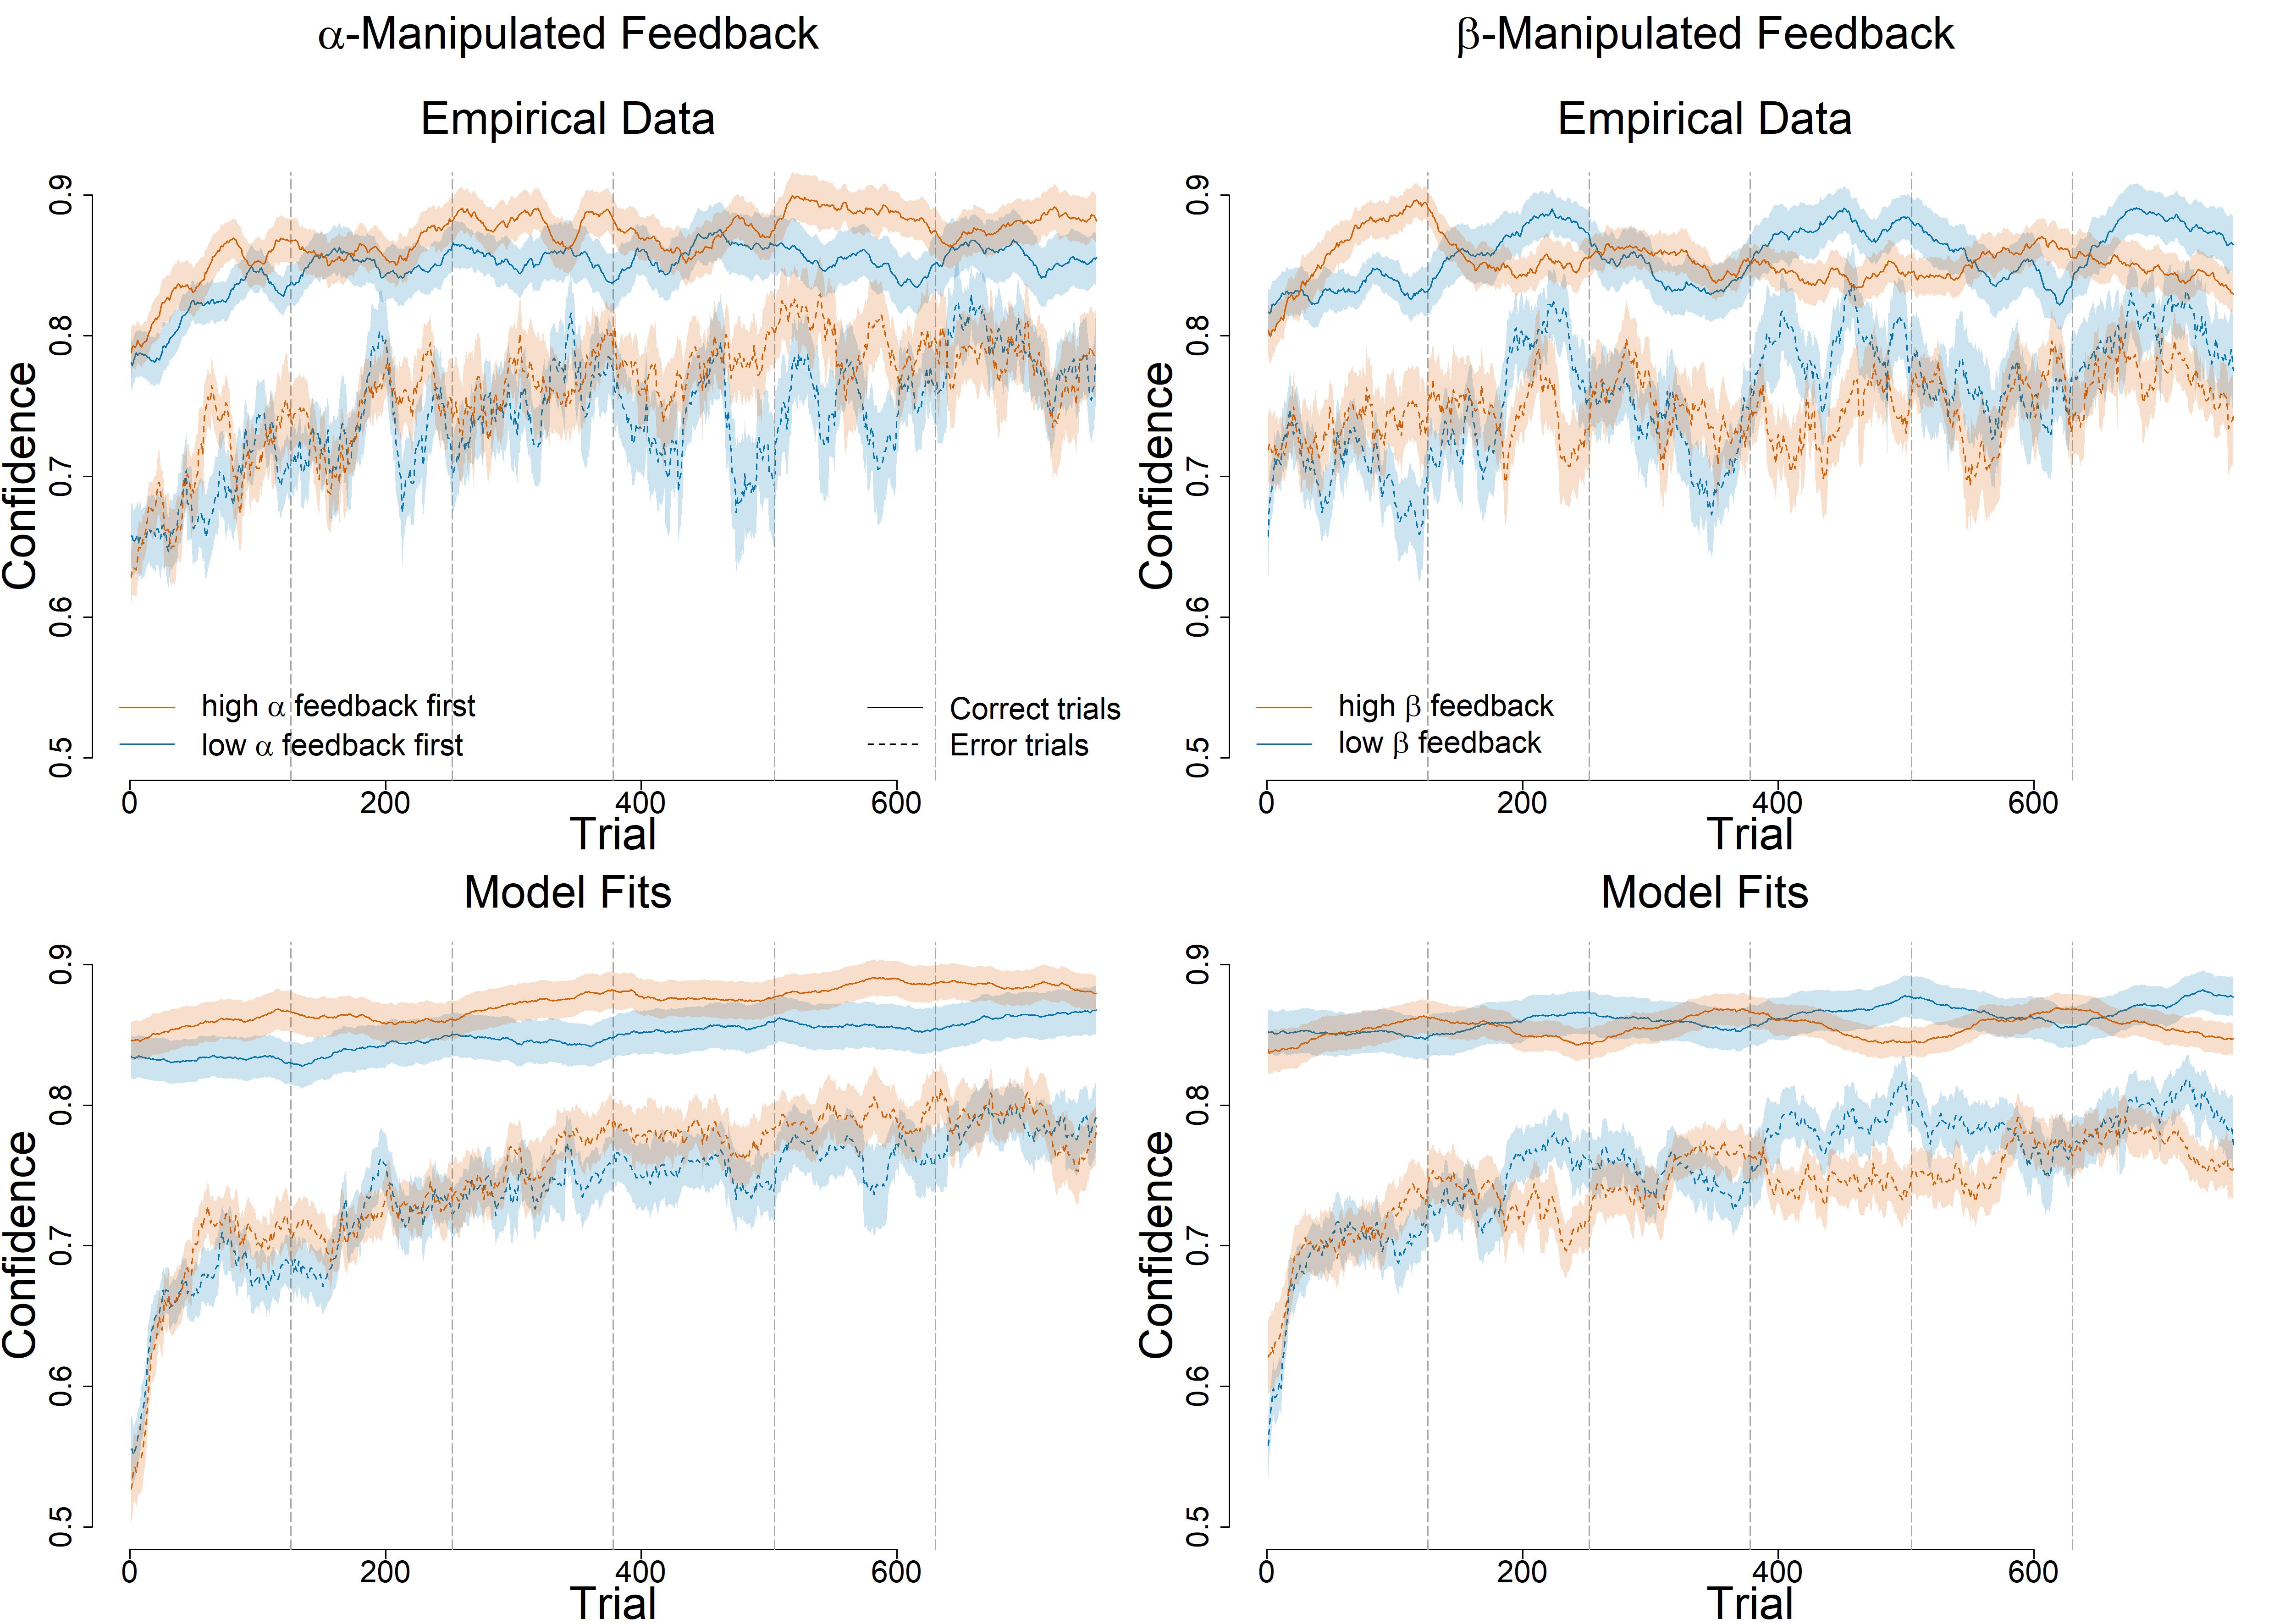 α-Manipulated Feedback
β-Manipulated Feedback
Empirical Data
Empirical Data
Confidence
0.9
0.8
0.7
0.6
0.5
high α feedback first
low α feedback first
Correct trials
Error trials
0 200 400 600
Trial
Confidence
0.9
0.8
0.7
0.6
0.5
high β feedback
low β feedback
0 200 400 600
Trial
Model Fits
Model Fits
Confidence
0.9
0.8
0.7
0.6
0.5
0 200 400 600
Trial
Confidence
0.9
0.8
0.7
0.6
0.5
0 200 400 600
Trial